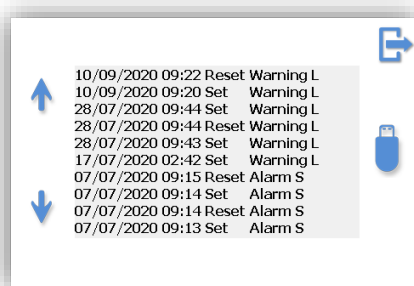 10/09/2020 09:22 Reset Warning L
10/09/2020 09:20 Set Warning L
28/07/2020 09:44 Set Warning L
28/07/2020 09:44 Reset Warning L
28/07/2020 09:43 Set Warning L
17/07/2020 02:42 Set Warning L
07/07/2020 09:15 Reset Alarm S
07/07/2020 09:14 Set Alarm S
07/07/2020 09:14 Reset Alarm S
07/07/2020 09:13 Set Alarm S